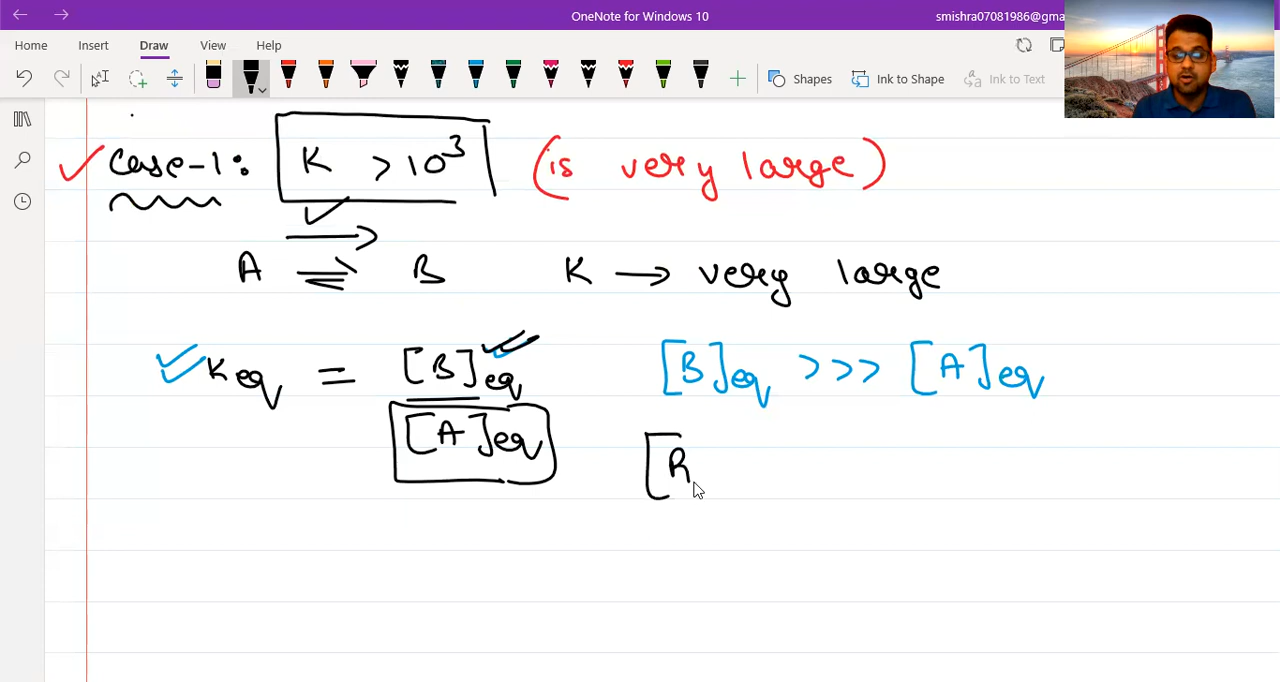 OneNote for Windows 10
smishra07081986@gma
Home Insert Draw View Help
Shapes Ink to Shape Ink to Text
Case-1: K > 10³ (is very large)
A ⇌ B K → very large
Keq = [B]eq [B]eq >>> [A]eq
[A]eq
[R